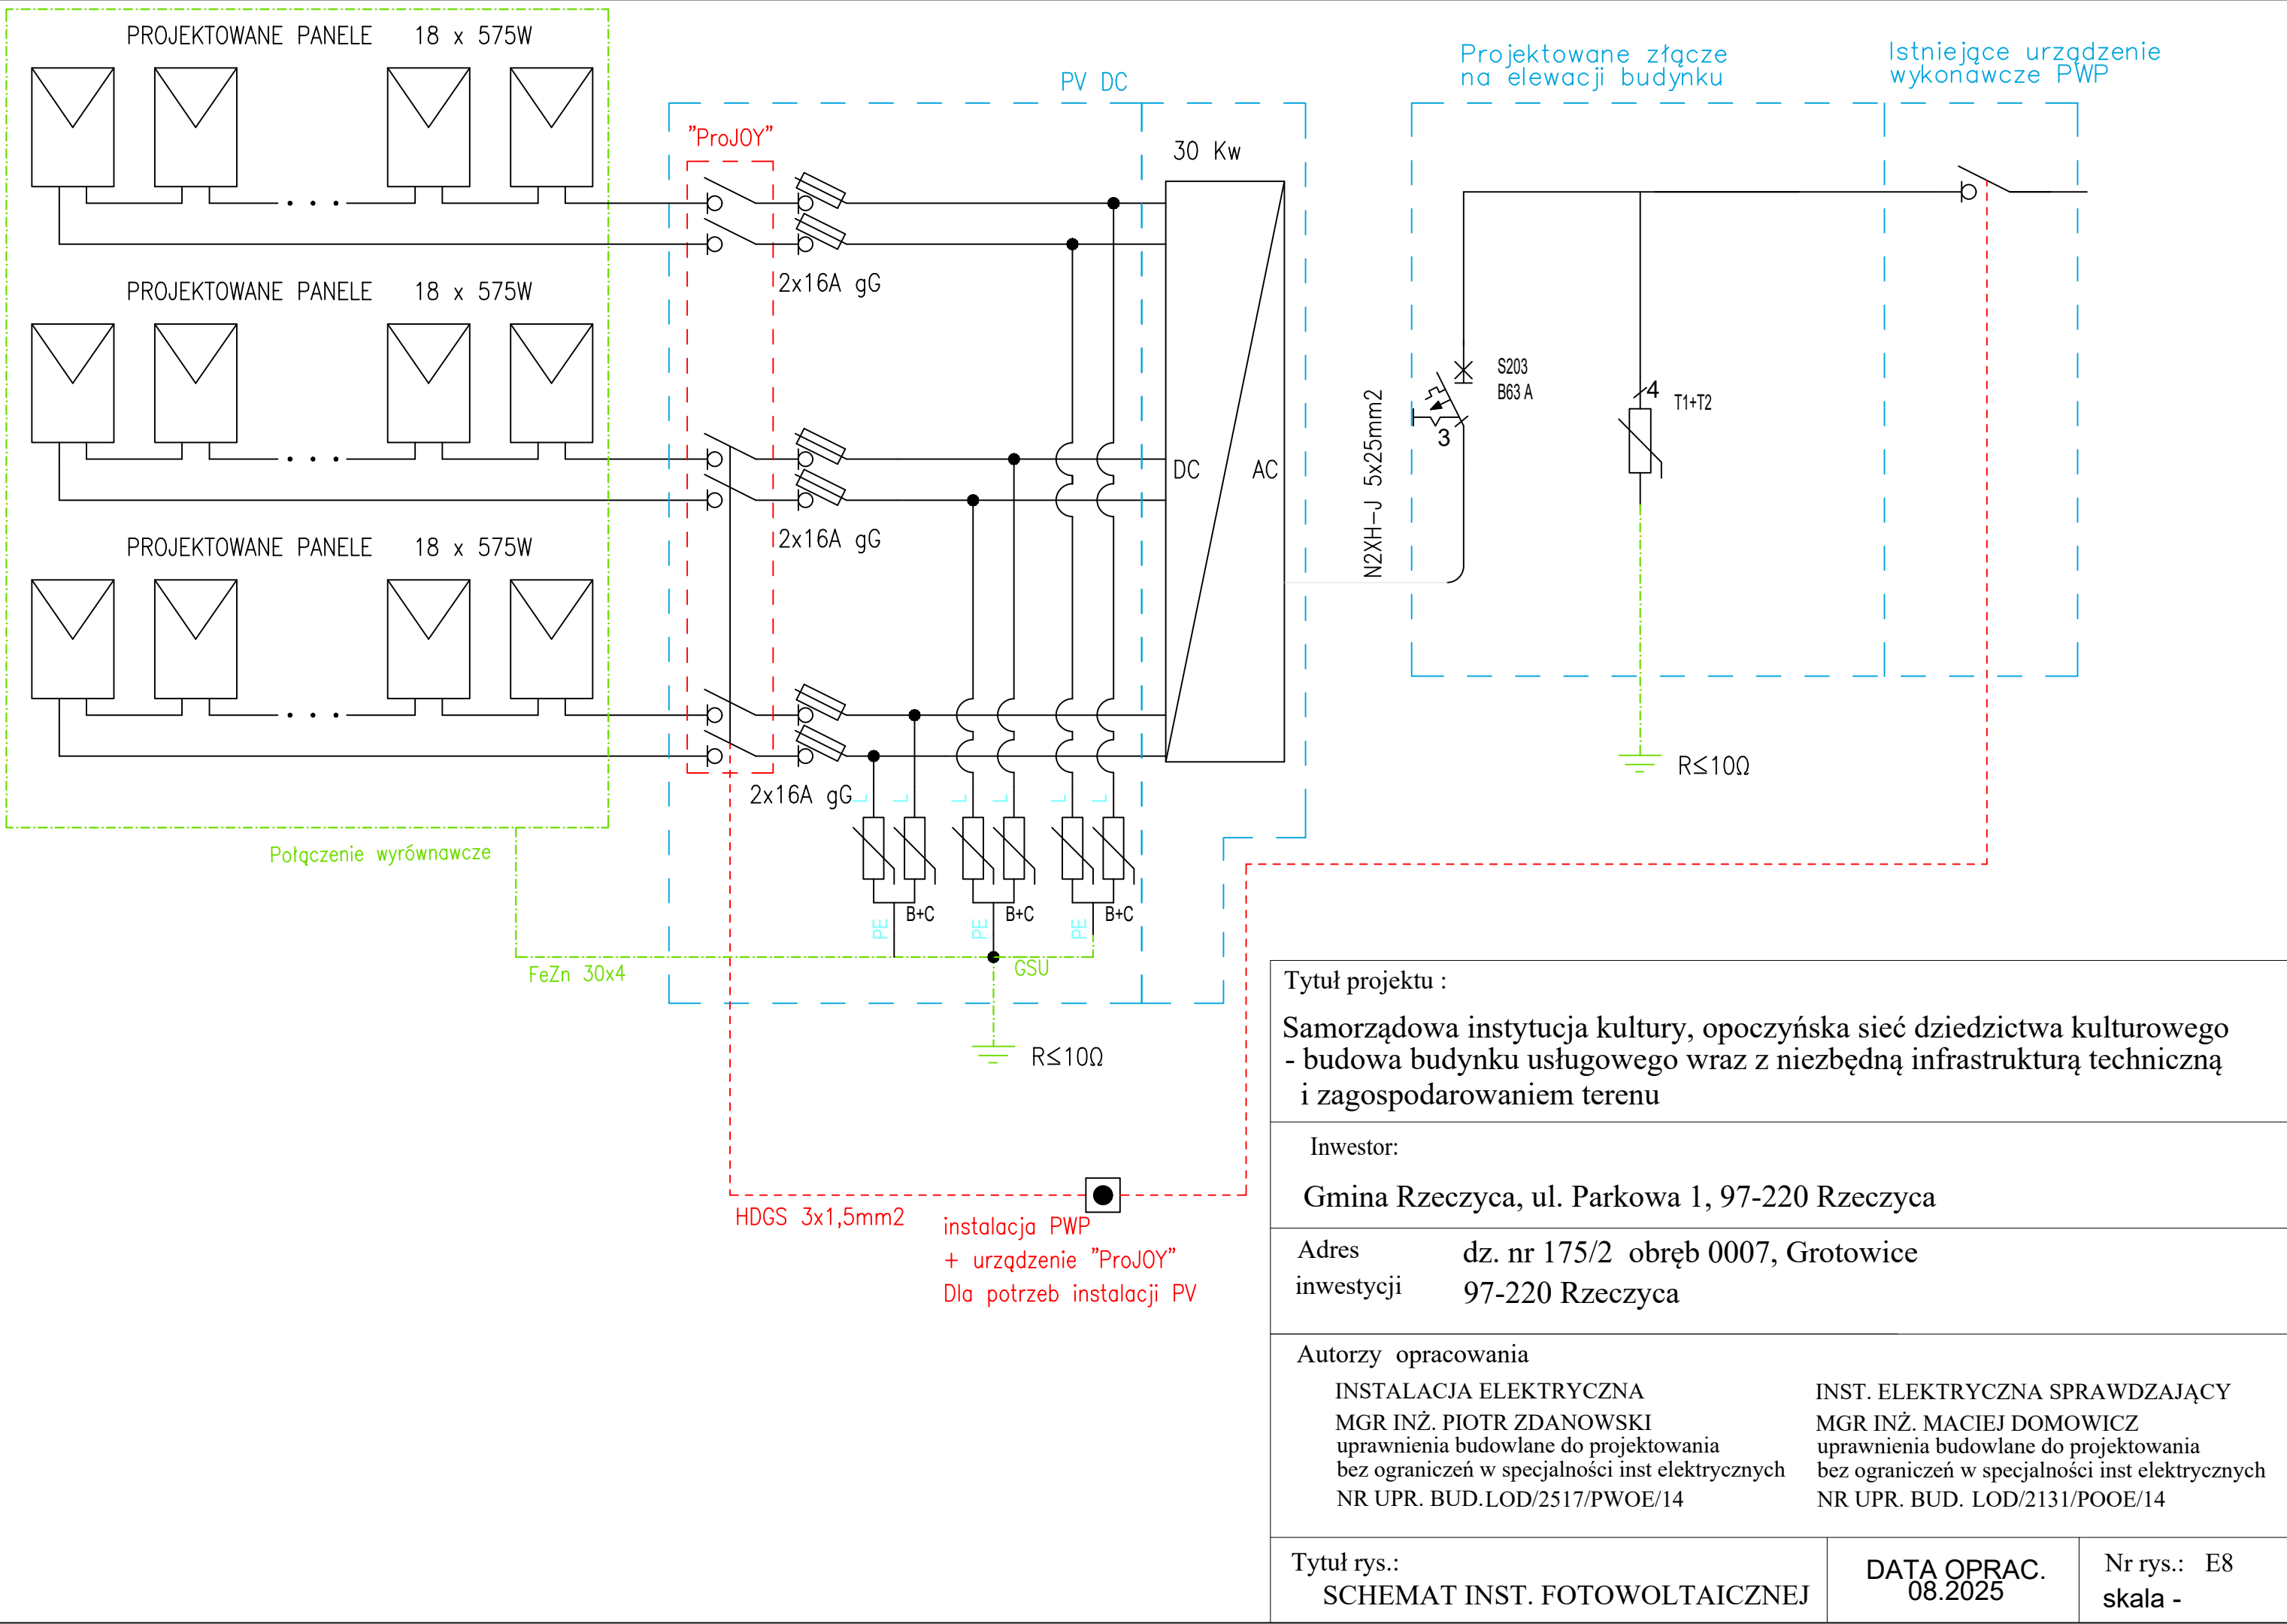 PROJEKTOWANE PANELE 18 x 575W
PROJEKTOWANE PANELE 18 x 575W
PROJEKTOWANE PANELE 18 x 575W
Połączenie wyrównawcze
FeZn 30x4
PV DC
"ProJOY"
2x16A gG
2x16A gG
2x16A gG
30 Kw
DC
AC
L
L
L
L
L
L
B+C
B+C
B+C
PE
PE
PE
GSU
R≤10Ω
N2XH-J 5x25mm2
Projektowane złącze
na elewacji budynku
Istniejące urządzenie
wykonawcze PWP
S203
B63 A
3
4
T1+T2
R≤10Ω
HDGS 3x1,5mm2
instalacja PWP
+ urządzenie "ProJOY"
Dla potrzeb instalacji PV
Tytuł projektu :
Samorządowa instytucja kultury, opoczyńska sieć dziedzictwa kulturowego
- budowa budynku usługowego wraz z niezbędną infrastrukturą techniczną
i zagospodarowaniem terenu
Inwestor:
Gmina Rzeczyca, ul. Parkowa 1, 97-220 Rzeczyca
Adres
inwestycji
dz. nr 175/2 obręb 0007, Grotowice
97-220 Rzeczyca
Autorzy opracowania
INSTALACJA ELEKTRYCZNA
MGR INŻ. PIOTR ZDANOWSKI
uprawnienia budowlane do projektowania
bez ograniczeń w specjalności inst elektrycznych
NR UPR. BUD.LOD/2517/PWOE/14
INST. ELEKTRYCZNA SPRAWDZAJĄCY
MGR INŻ. MACIEJ DOMOWICZ
uprawnienia budowlane do projektowania
bez ograniczeń w specjalności inst elektrycznych
NR UPR. BUD. LOD/2131/POOE/14
Tytuł rys.:
SCHEMAT INST. FOTOWOLTAICZNEJ
DATA OPRAC.
08.2025
Nr rys.: E8
skala -